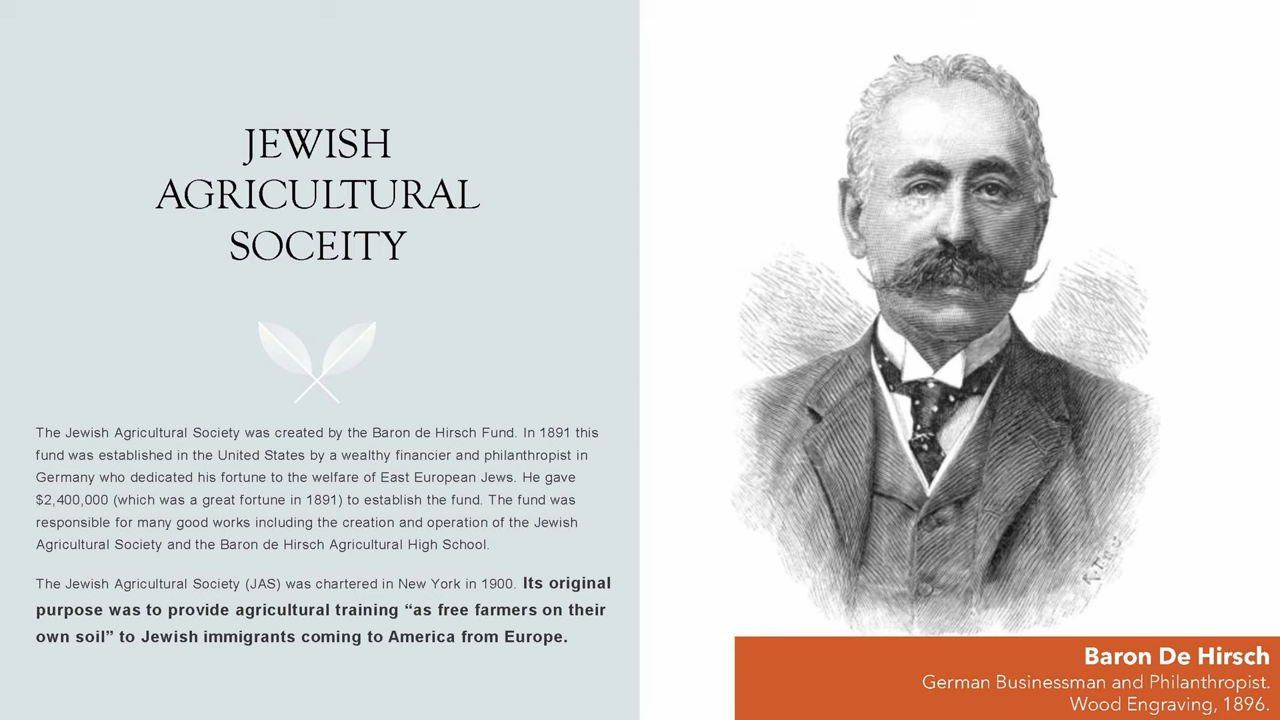 JEWISH
AGRICULTURAL
SOCEITY
The Jewish Agricultural Society was created by the Baron de Hirsch Fund. In 1891 this
fund was established in the United States by a wealthy financier and philanthropist in
Germany who dedicated his fortune to the welfare of East European Jews. He gave
$2,400,000 (which was a great fortune in 1891) to establish the fund. The fund was
responsible for many good works including the creation and operation of the Jewish
Agricultural Society and the Baron de Hirsch Agricultural High School.
The Jewish Agricultural Society (JAS) was chartered in New York in 1900. Its original
purpose was to provide agricultural training “as free farmers on their
own soil” to Jewish immigrants coming to America from Europe.
Baron De Hirsch
German Businessman and Philanthropist.
Wood Engraving, 1896.